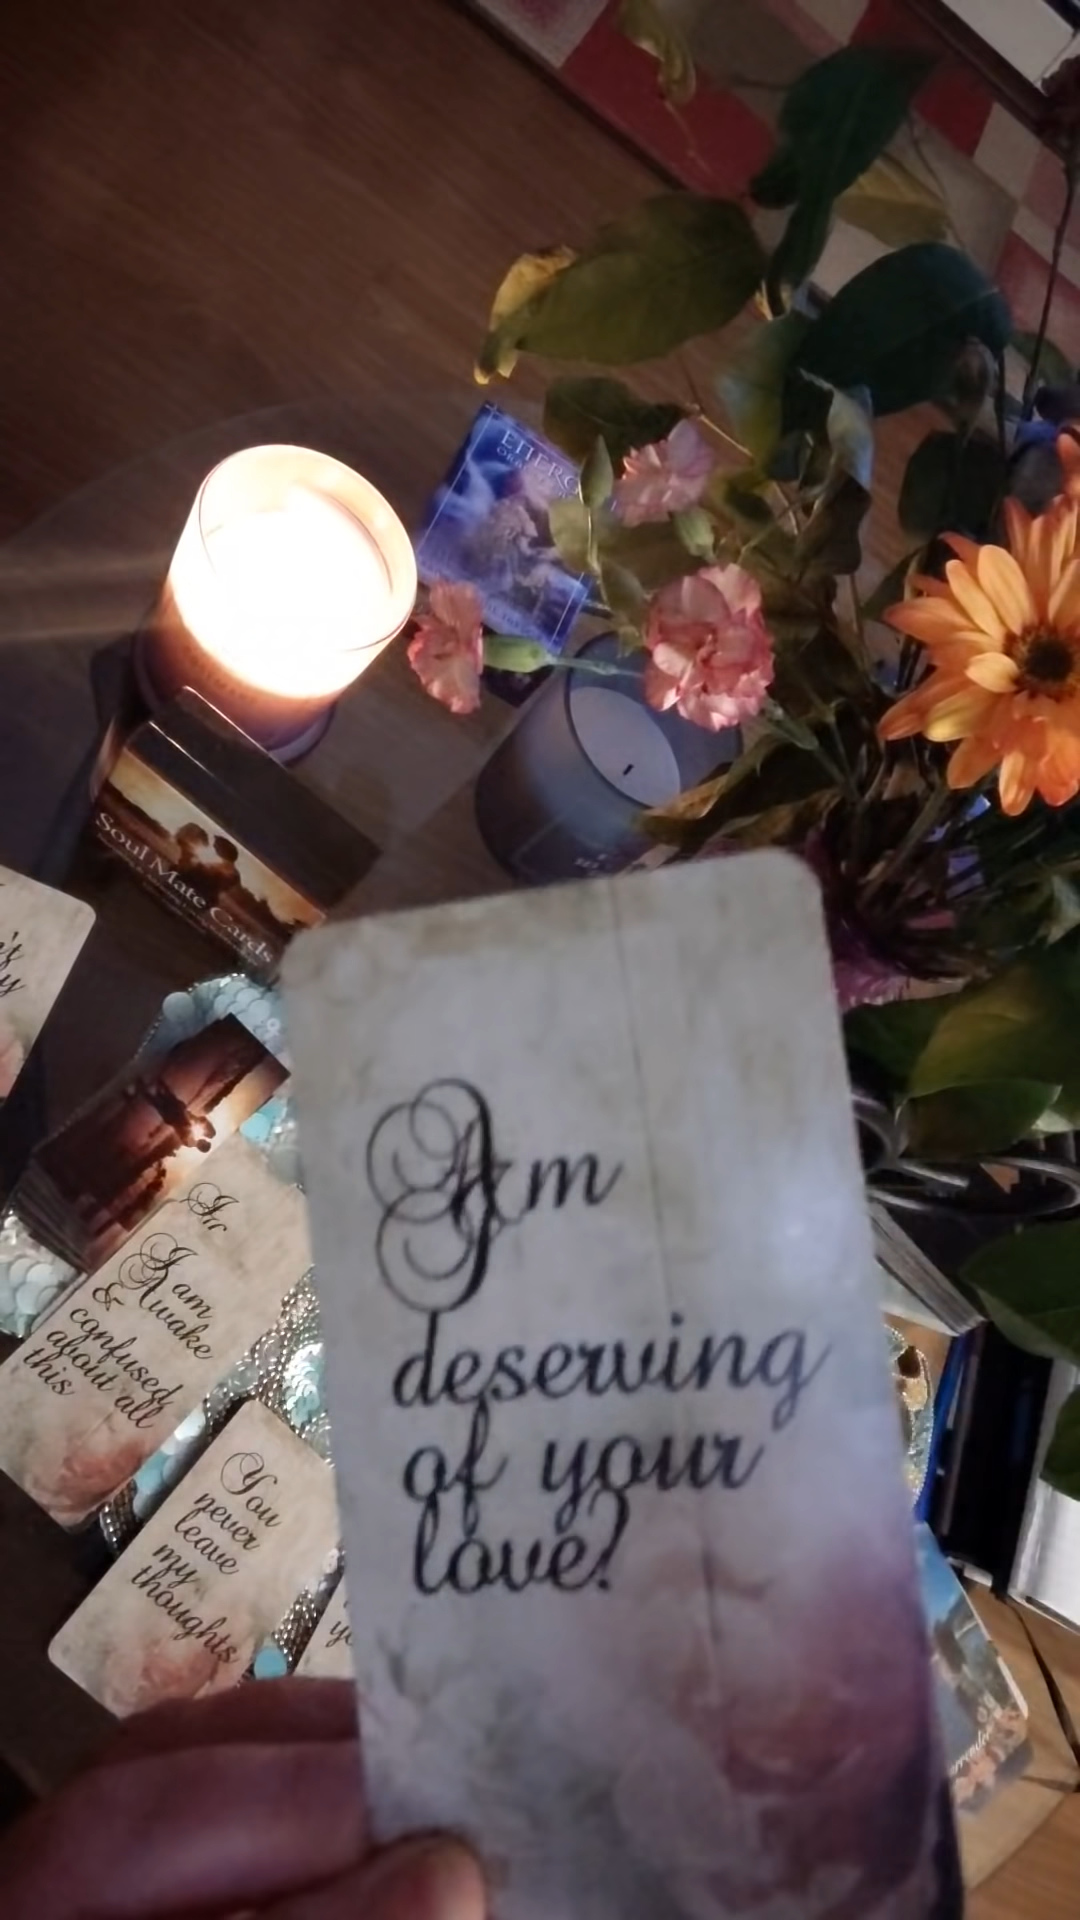 ENERG
Soul Mate Cards
Am
I
deserving
of your
love?
I am
Awake
&
confused
about all
this
You
never
leave
my
thoughts